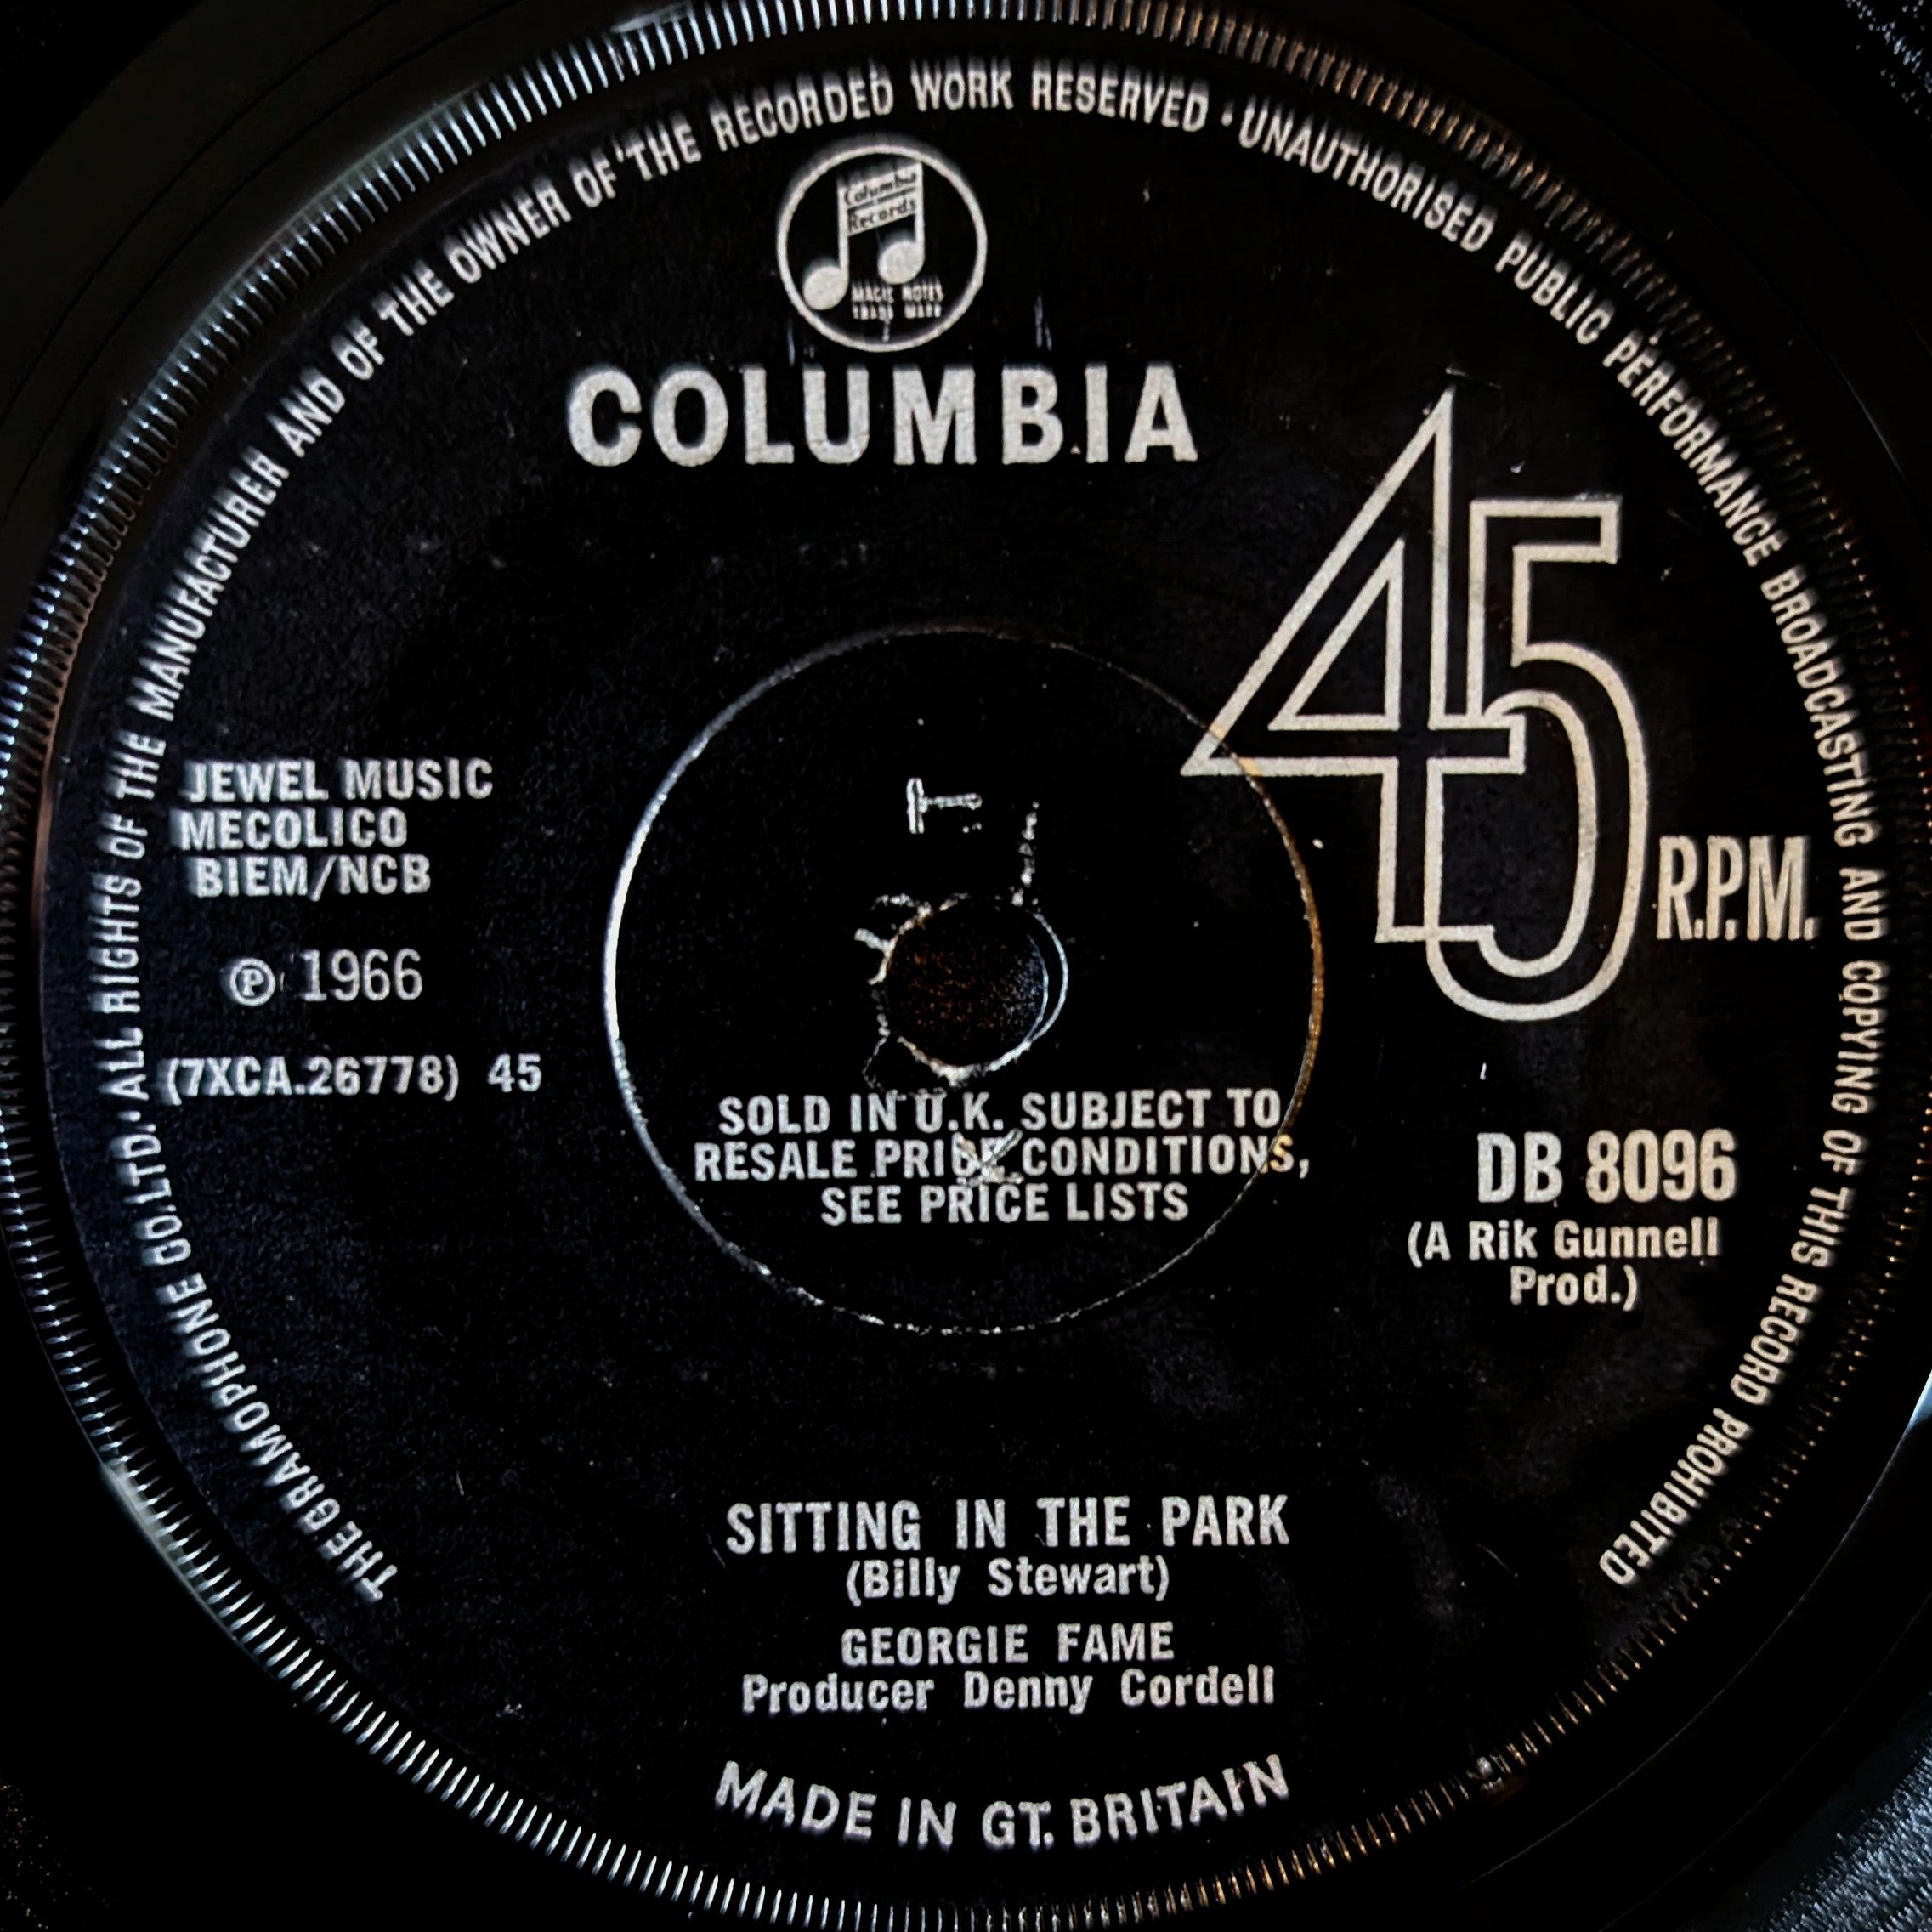 THE GRAMOPHONE CO. LTD. · ALL RIGHTS OF THE MANUFACTURER AND OF THE OWNER OF THE RECORDED WORK RESERVED · UNAUTHORISED PUBLIC PERFORMANCE BROADCASTING AND COPYING OF THIS RECORD PROHIBITED
Columbia
Records
MAGIC NOTES
TRADE MARK
COLUMBIA
45
R.P.M.
JEWEL MUSIC
MECOLICO
BIEM/NCB
℗ 1966
(7XCA.26778) 45
SOLD IN U.K. SUBJECT TO
RESALE PRICE CONDITIONS,
SEE PRICE LISTS
DB 8096
(A Rik Gunnell
Prod.)
SITTING IN THE PARK
(Billy Stewart)
GEORGIE FAME
Producer Denny Cordell
MADE IN GT. BRITAIN